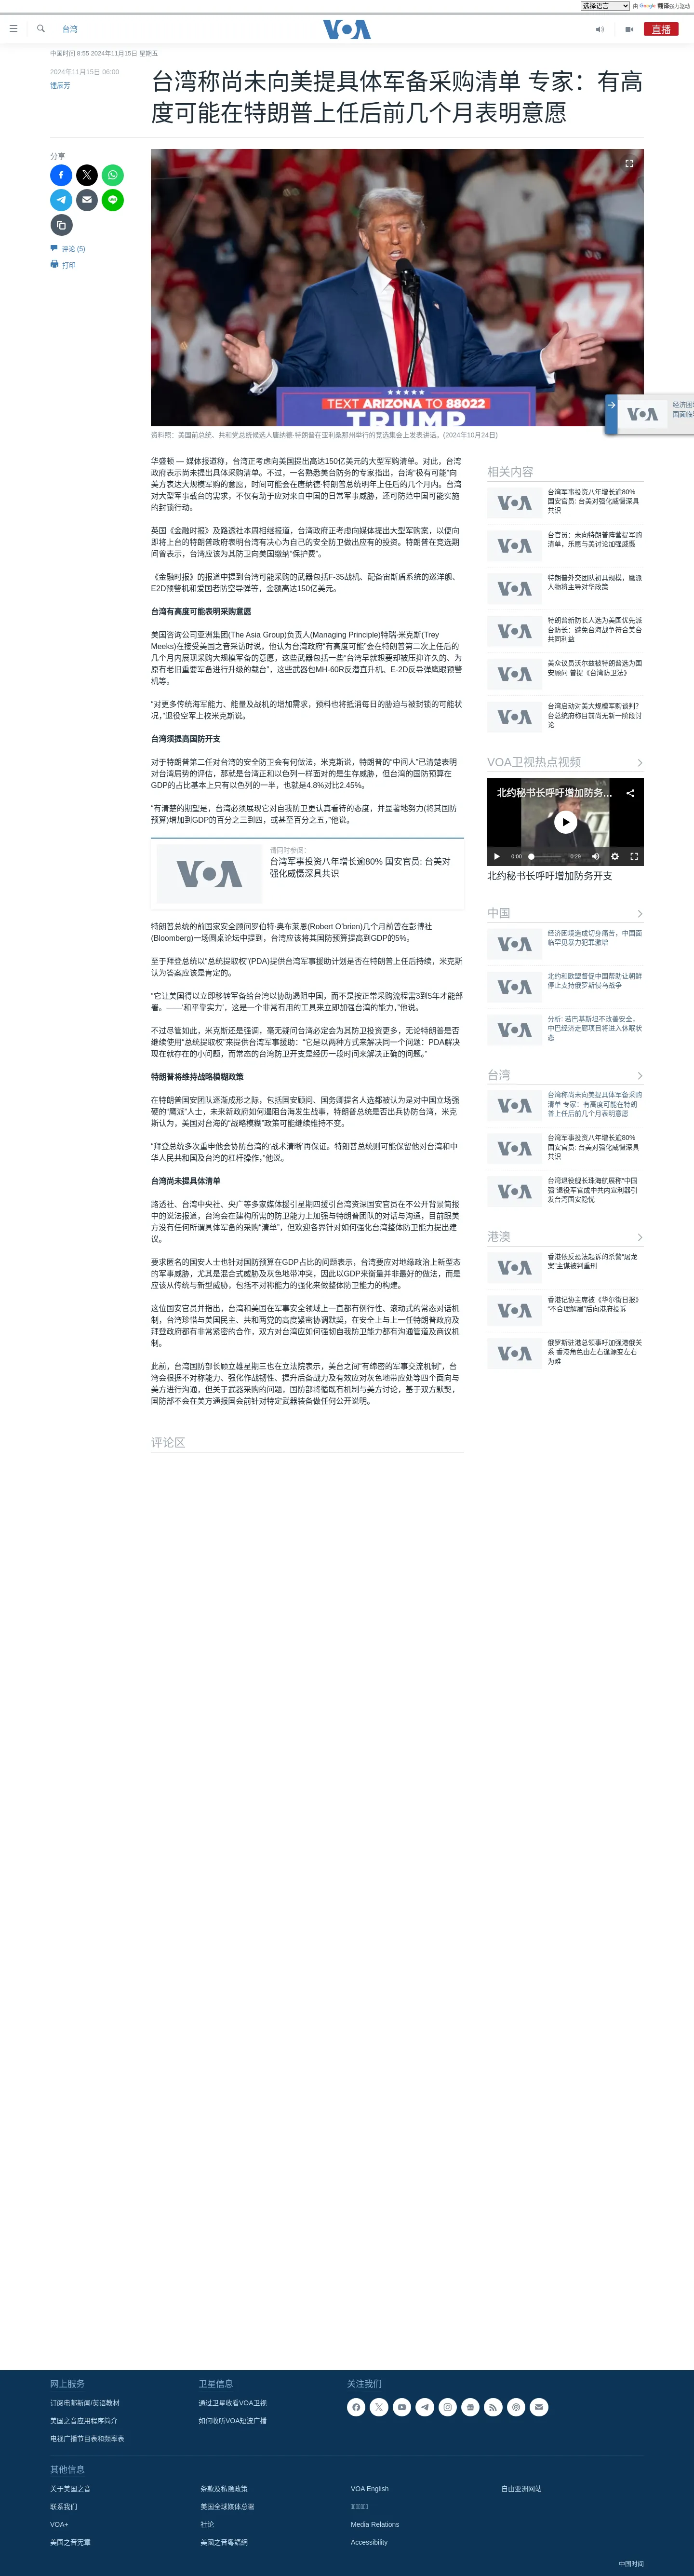 选择语言
由 Google 翻译强力驱动
台湾
VOA
直播
中国时间 8:55 2024年11月15日 星期五
2024年11月15日 06:00
锺辰芳
台湾称尚未向美提具体军备采购清单 专家：有高
度可能在特朗普上任后前几个月表明意愿
分享
评论 (5)
打印
TEXT ARIZONA TO 88022
TRUMP
资料照：美国前总统、共和党总统候选人唐纳德·特朗普在亚利桑那州举行的竞选集会上发表讲话。(2024年10月24日)
华盛顿 — 媒体报道称，台湾正考虑向美国提出高达150亿美元的大型军购清单。对此，台湾
政府表示尚未提出具体采购清单。不过，一名熟悉美台防务的专家指出，台湾“极有可能”向
美方表达大规模军购的意愿，时间可能会在唐纳德·特朗普总统明年上任后的几个月内。台湾
对大型军事载台的需求，不仅有助于应对来自中国的日常军事威胁，还可防范中国可能实施
的封锁行动。
英国《金融时报》及路透社本周相继报道，台湾政府正考虑向媒体提出大型军购案，以便向
即将上台的特朗普政府表明台湾有决心为自己的安全防卫做出应有的投资。特朗普在竞选期
间曾表示，台湾应该为其防卫向美国缴纳“保护费”。
《金融时报》的报道中提到台湾可能采购的武器包括F-35战机、配备宙斯盾系统的巡洋舰、
E2D预警机和爱国者防空导弹等，金额高达150亿美元。
台湾有高度可能表明采购意愿
美国咨询公司亚洲集团(The Asia Group)负责人(Managing Principle)特瑞·米克斯(Trey
Meeks)在接受美国之音采访时说，他认为台湾政府“有高度可能”会在特朗普第二次上任后的
几个月内展现采购大规模军备的意愿，这些武器包括一些“台湾早就想要却被压抑许久的、为
原有老旧重要军备进行升级的载台”，这些武器包MH-60R反潜直升机、E-2D反导弹鹰眼预警
机等。
“对更多传统海军能力、能量及战机的增加需求，预料也将抵消每日的胁迫与被封锁的可能状
况，”退役空军上校米克斯说。
台湾须提高国防开支
对于特朗普第二任对台湾的安全防卫会有何做法，米克斯说，特朗普的“中间人”已清楚表明
对台湾局势的评估，那就是台湾正和以色列一样面对的是生存威胁，但台湾的国防预算在
GDP的占比基本上只有以色列的一半，也就是4.8%对比2.45%。
“有清楚的期望是，台湾必须展现它对自我防卫更认真看待的态度，并显著地努力(将其国防
预算)增加到GDP的百分之三到四，或甚至百分之五，”他说。
请同时参阅：
台湾军事投资八年增长逾80% 国安官员: 台美对
强化威慑深具共识
VOA
特朗普总统的前国家安全顾问罗伯特·奥布莱恩(Robert O'brien)几个月前曾在彭博社
(Bloomberg)一场圆桌论坛中提到，台湾应该将其国防预算提高到GDP的5%。
至于拜登总统以“总统提取权”(PDA)提供台湾军事援助计划是否在特朗普上任后持续，米克斯
认为答案应该是肯定的。
“它让美国得以立即移转军备给台湾以协助遏阻中国，而不是按正常采购流程需3到5年才能部
署。——‘和平靠实力’，这是一个非常有用的工具来立即加强台湾的能力，”他说。
不过尽管如此，米克斯还是强调，毫无疑问台湾必定会为其防卫投资更多，无论特朗普是否
继续使用“总统提取权”来提供台湾军事援助：“它是以两种方式来解决同一个问题：PDA解决
现在就存在的小问题，而常态的台湾防卫开支是经历一段时间来解决正确的问题。”
特朗普将维持战略模糊政策
在特朗普国安团队逐渐成形之际，包括国安顾问、国务卿提名人选都被认为是对中国立场强
硬的“鹰派”人士，未来新政府如何遏阻台海发生战事，特朗普总统是否出兵协防台湾，米克
斯认为，美国对台海的“战略模糊”政策可能继续维持不变。
“拜登总统多次重申他会协防台湾的‘战术清晰’再保证。特朗普总统则可能保留他对台湾和中
华人民共和国及台湾的杠杆操作，”他说。
台湾尚未提具体清单
路透社、台湾中央社、央广等多家媒体援引星期四援引台湾资深国安官员在不公开背景简报
中的说法报道，台湾会在建构所需的防卫能力上加强与特朗普团队的对话与沟通，目前跟美
方没有任何所谓具体军备的采购“清单”，但欢迎各界针对如何强化台湾整体防卫能力提出建
议。
要求匿名的国安人士也针对国防预算在GDP占比的问题表示，台湾要应对地缘政治上新型态
的军事威胁，尤其是混合式威胁及灰色地带冲突，因此以GDP来衡量并非最好的做法，而是
应该从传统与新型威胁，包括不对称能力的强化来做整体防卫能力的构建。
这位国安官员并指出，台湾和美国在军事安全领域上一直都有例行性、滚动式的常态对话机
制，台湾珍惜与美国民主、共和两党的高度紧密协调默契，在安全上与上一任特朗普政府及
拜登政府都有非常紧密的合作，双方对台湾应如何强韧自我防卫能力都有沟通管道及商议机
制。
此前，台湾国防部长顾立雄星期三也在立法院表示，美台之间“有绵密的军事交流机制”，台
湾会根据不对称能力、强化作战韧性、提升后备战力及有效应对灰色地带应处等四个面向与
美方进行沟通，但关于武器采购的问题，国防部将循既有机制与美方讨论，基于双方默契，
国防部不会在美方通报国会前针对特定武器装备做任何公开说明。
评论区
相关内容
台湾军事投资八年增长逾80%
国安官员: 台美对强化威慑深具
共识
台官员：未向特朗普阵营提军购
清单，乐愿与美讨论加强威慑
特朗普外交团队初具规模，鹰派
人物将主导对华政策
特朗普新防长人选为美国优先派
台防长：避免台海战争符合美台
共同利益
美众议员沃尔兹被特朗普选为国
安顾问 曾提《台湾防卫法》
台湾启动对美大规模军购谈判？
台总统府称目前尚无新一阶段讨
论
VOA卫视热点视频
北约秘书长呼吁增加防务...
0:00
0:29
北约秘书长呼吁增加防务开支
中国
经济困境造成切身痛苦，中国面
临罕见暴力犯罪激增
北约和欧盟督促中国帮助让朝鲜
停止支持俄罗斯侵乌战争
分析: 若巴基斯坦不改善安全，
中巴经济走廊项目将进入休眠状
态
台湾
台湾称尚未向美提具体军备采购
清单 专家：有高度可能在特朗
普上任后前几个月表明意愿
台湾军事投资八年增长逾80%
国安官员: 台美对强化威慑深具
共识
台湾退役舰长珠海航展称“中国
强”退役军官成中共内宣利器引
发台湾国安隐忧
港澳
香港依反恐法起诉的杀警“屠龙
案”主谋被判重刑
香港记协主席被《华尔街日报》
“不合理解雇”后向港府投诉
俄罗斯驻港总领事吁加强港俄关
系 香港角色由左右逢源变左右
为难
网上服务
订阅电邮新闻/英语教材
美国之音应用程序简介
电视广播节目表和频率表
卫星信息
通过卫星收看VOA卫视
如何收听VOA短波广播
关注我们
其他信息
关于美国之音
条款及私隐政策
VOA English
自由亚洲网站
联系我们
美国全球媒体总署
VOA+
社论
Media Relations
美国之音宪章
美國之音粵語網
Accessibility
中国时间